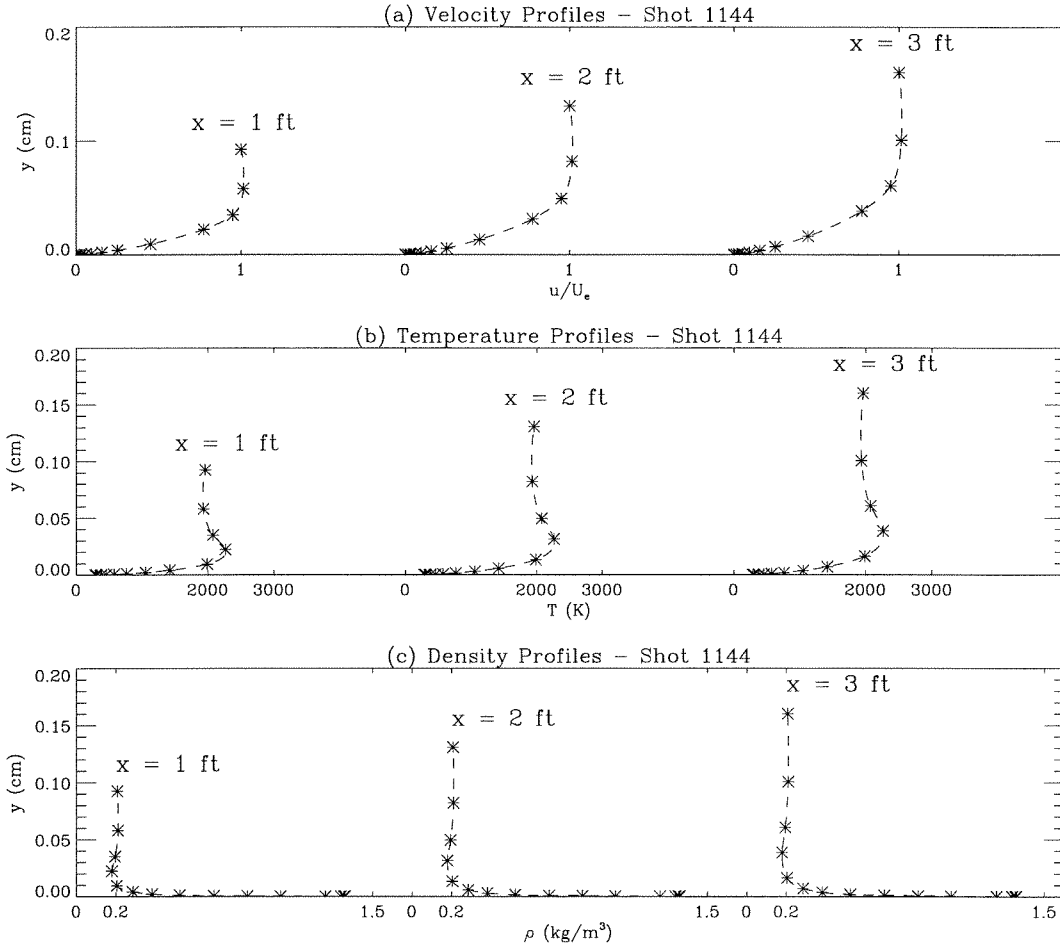 (a) Velocity Profiles – Shot 1144
0.2
x = 3 ft
x = 2 ft
x = 1 ft
y (cm)
0.1
0.0
0 1 0 1 0 1
u/Ue
(b) Temperature Profiles – Shot 1144
0.20
x = 3 ft
x = 2 ft
0.15
x = 1 ft
y (cm)
0.10
0.05
0.00
0 2000 3000 0 2000 3000 0 2000 3000
T (K)
(c) Density Profiles – Shot 1144
0.20
x = 3 ft
x = 2 ft
0.15
x = 1 ft
y (cm)
0.10
0.05
0.00
0 0.2 1.5 0 0.2 1.5 0 0.2 1.5
ρ (kg/m³)